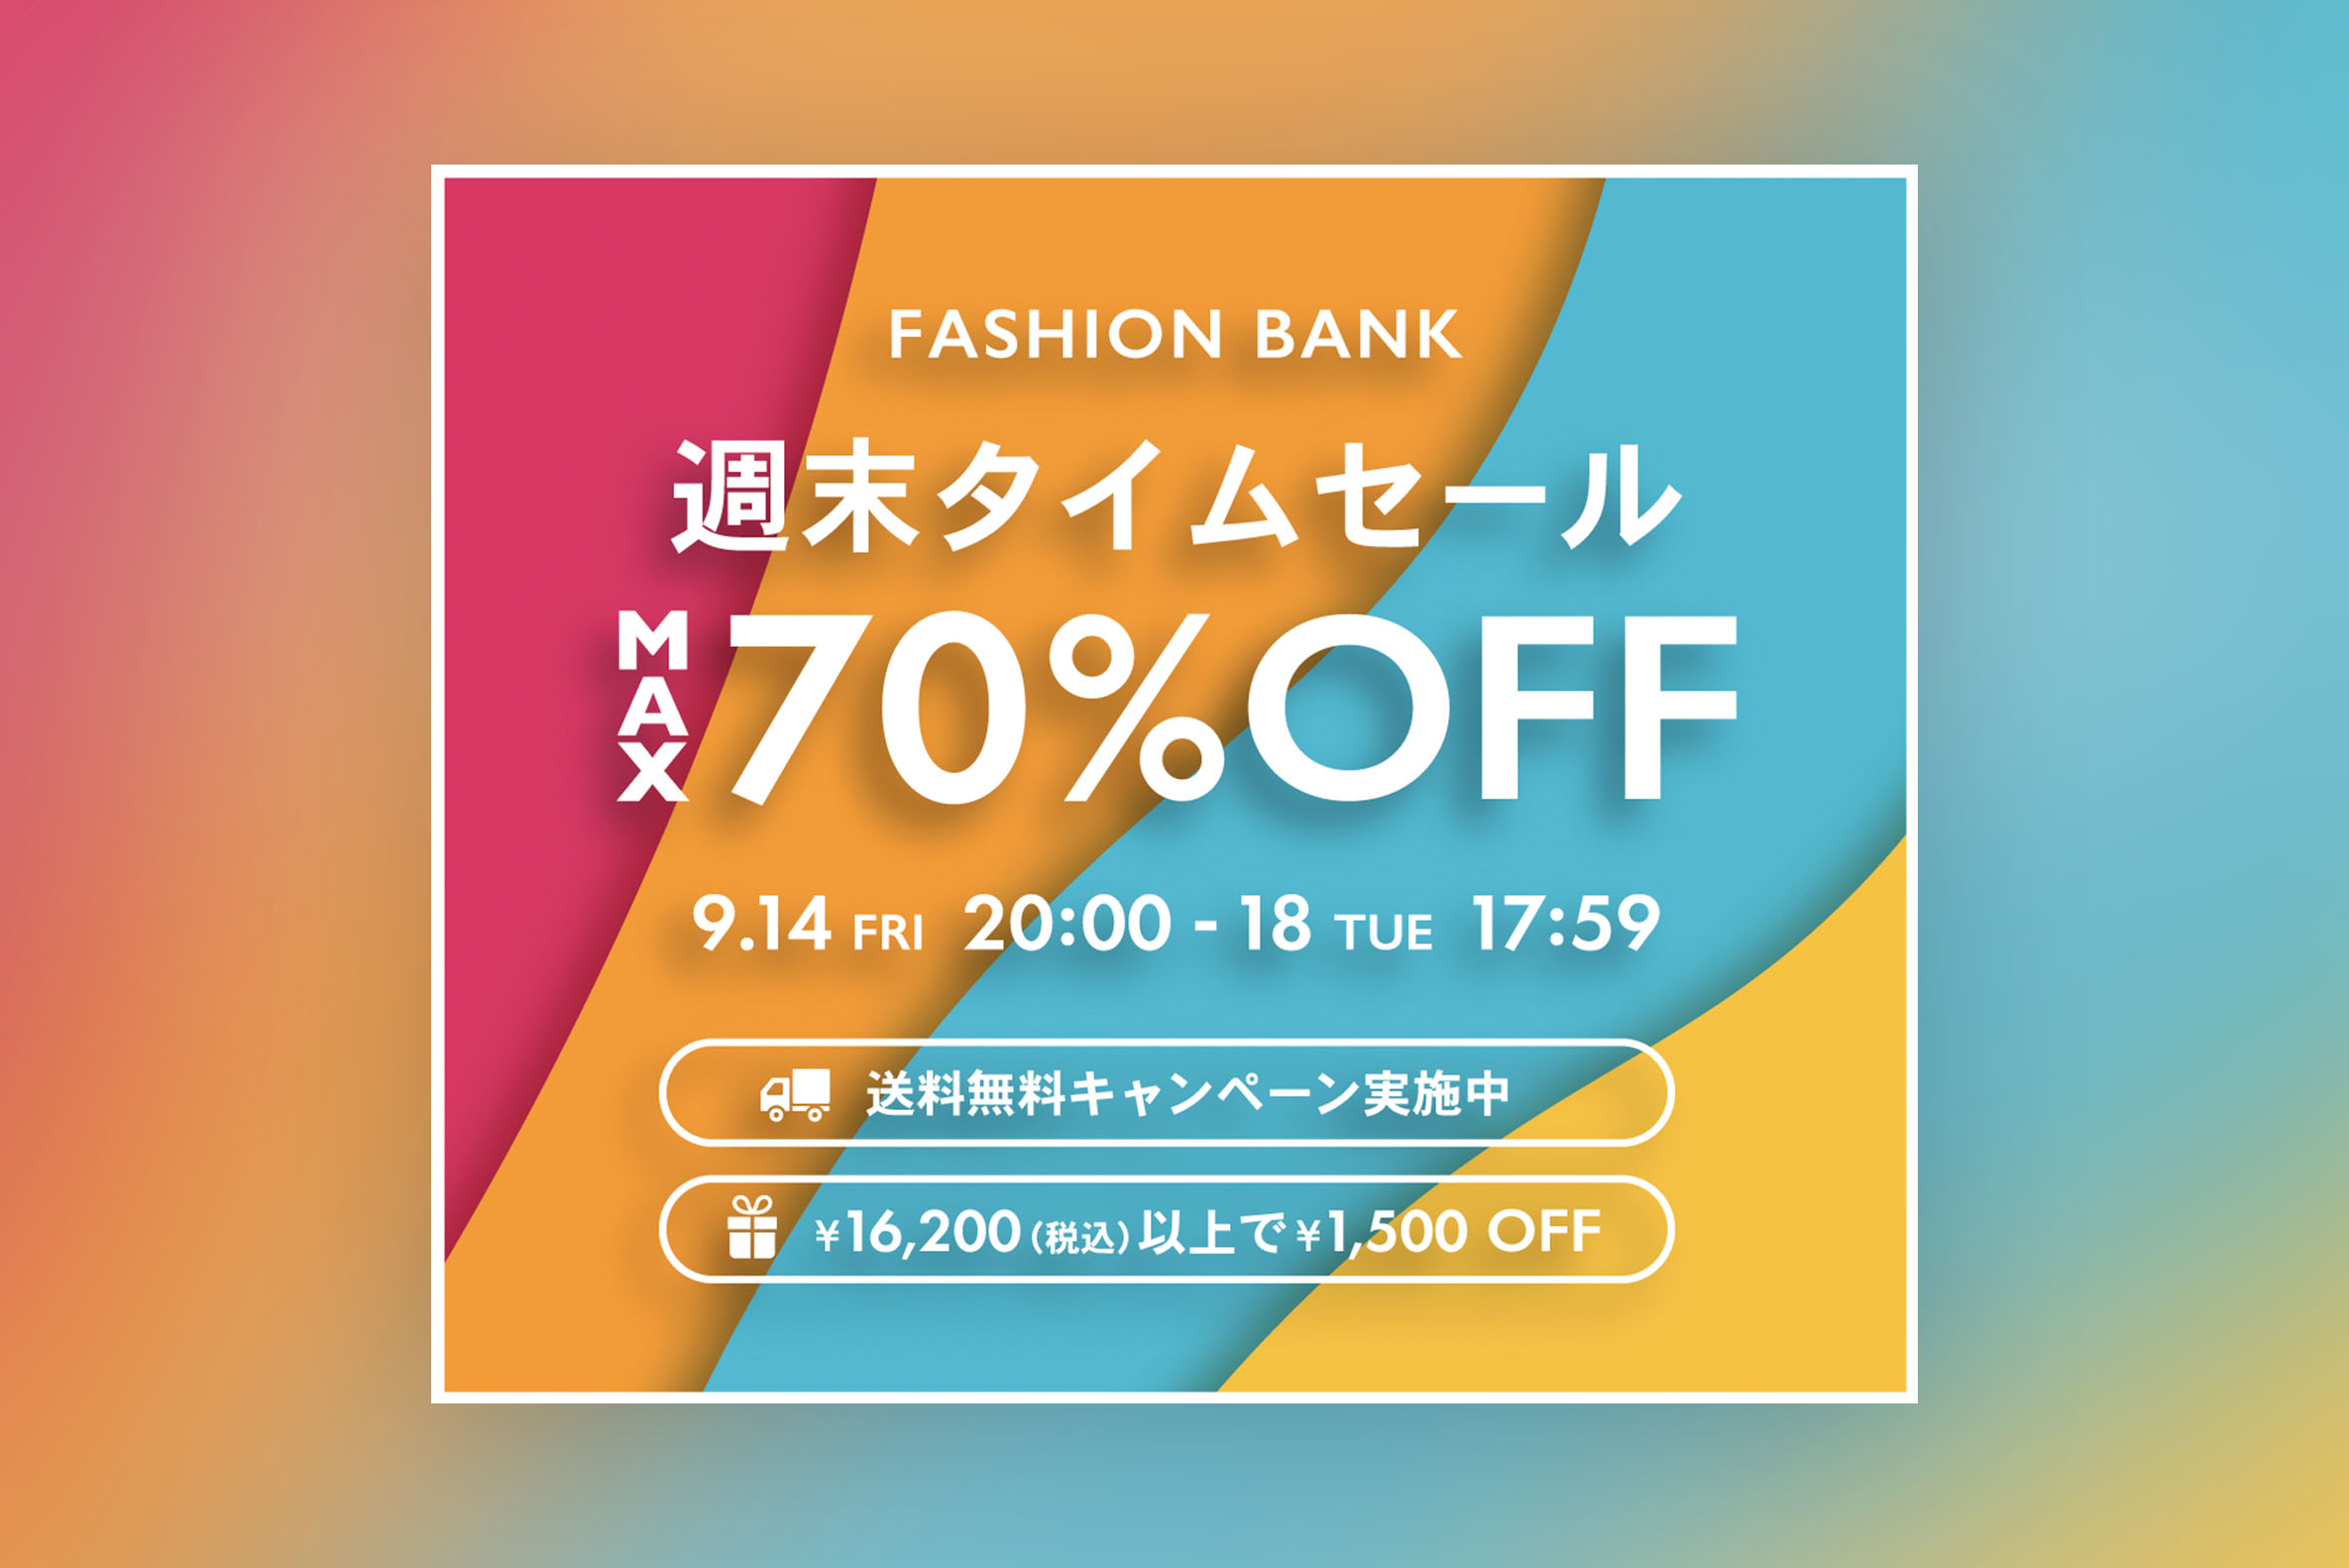 FASHION BANK
週末タイムセール
MAX 70%OFF
9.14 FRI 20:00 - 18 TUE 17:59
送料無料キャンペーン実施中
¥16,200(税込)以上で¥1,500 OFF